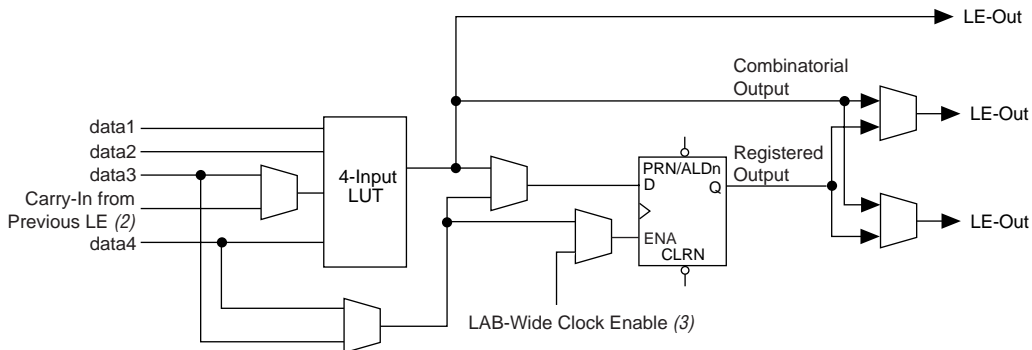 LE-Out
Combinatorial
Output
LE-Out
data1
data2
data3
Carry-In from
Previous LE (2)
data4
4-Input
LUT
PRN/ALDn
D
Q
ENA
CLRN
Registered
Output
LE-Out
LAB-Wide Clock Enable (3)